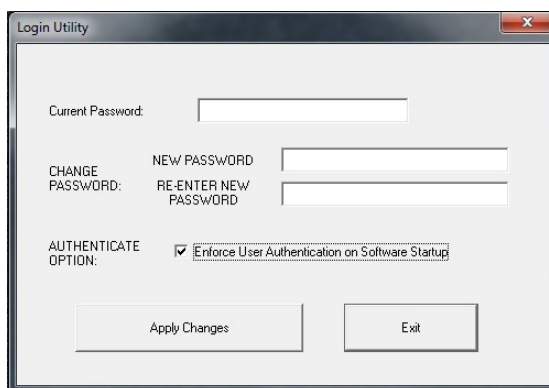 Login Utility
Current Password:
CHANGE
PASSWORD:
NEW PASSWORD
RE-ENTER NEW
PASSWORD
AUTHENTICATE
OPTION:
Enforce User Authentication on Software Startup
Apply Changes
Exit